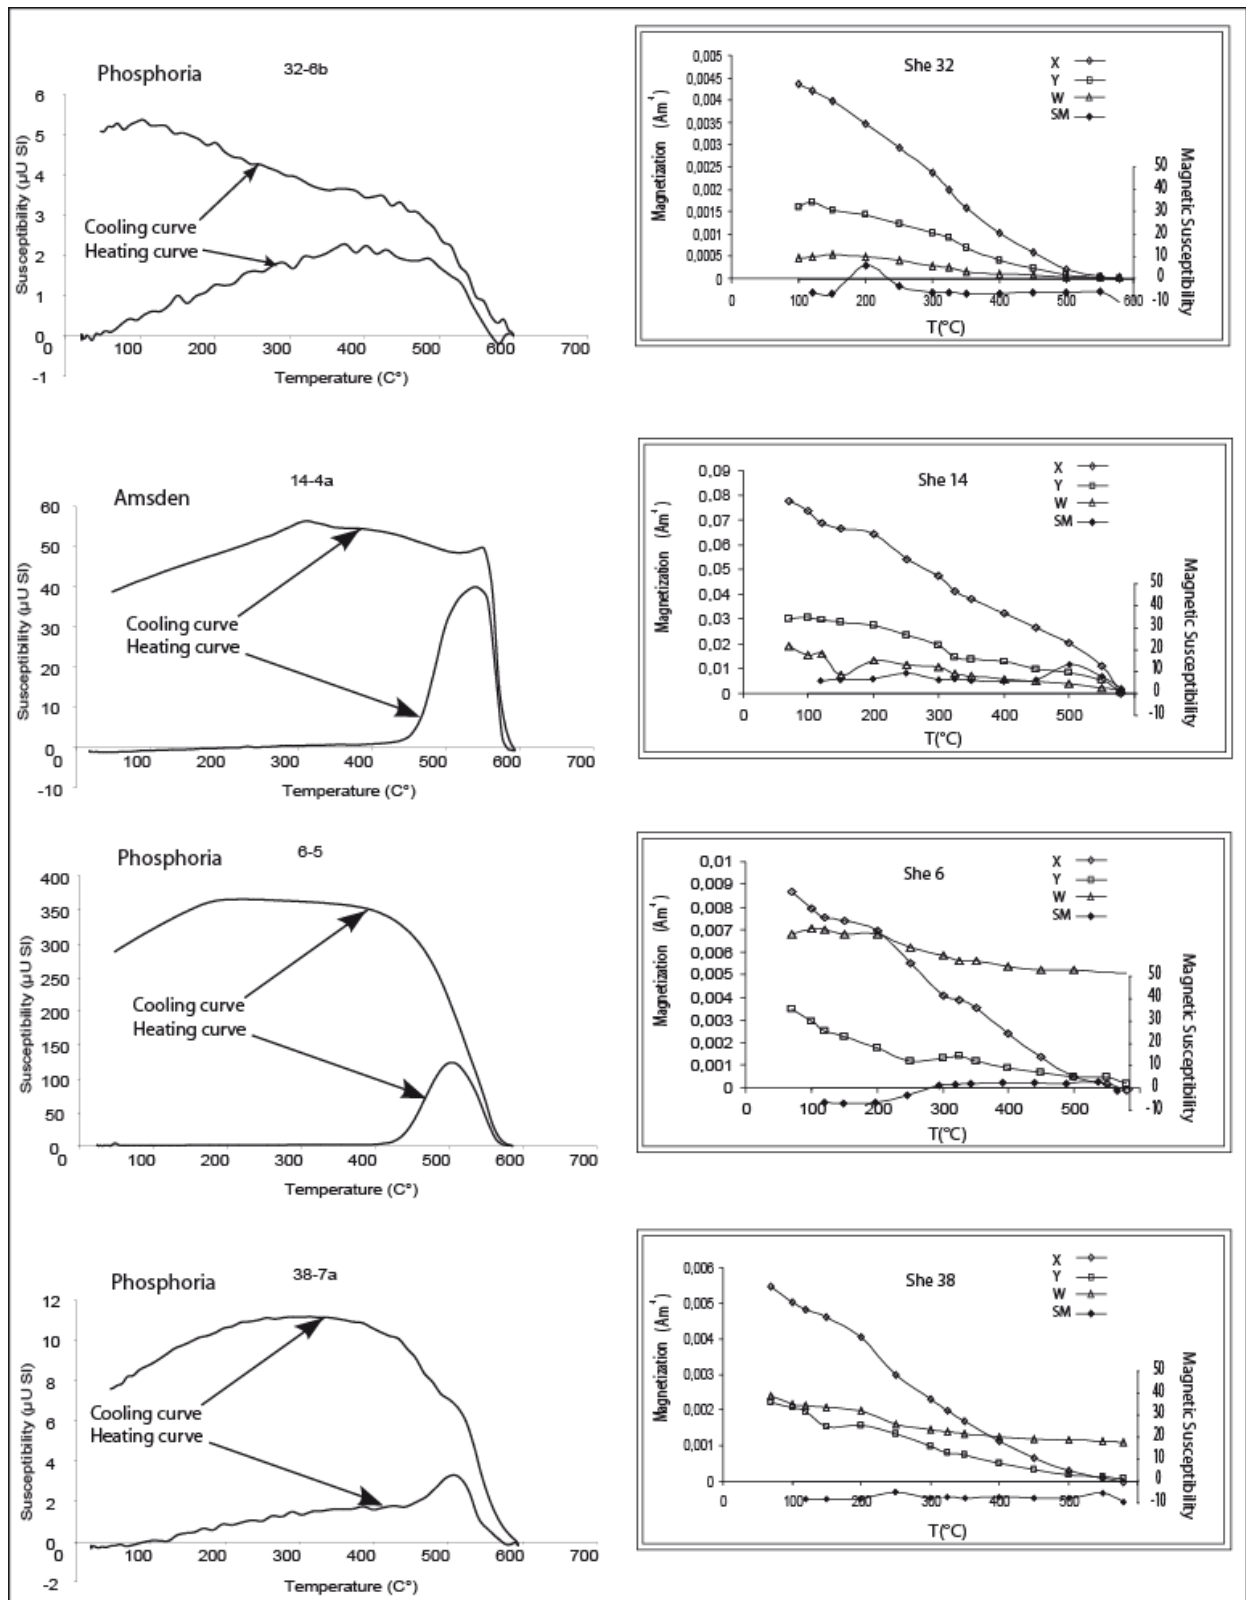 Phosphoria 32-6b
6
5
4
3
2
1
0
-1
Susceptibility (µU SI)
Cooling curve
Heating curve
100 200 300 400 500 600 700
Temperature (C°)
She 32
X
Y
W
SM
0,005
0,0045
0,004
0,0035
0,003
0,0025
0,002
0,0015
0,001
0,0005
0
Magnetization (Am⁻¹)
0 100 200 300 400 500 600
T(°C)
50
40
30
20
10
0
-10
Magnetic Susceptibility
Amsden 14-4a
60
50
40
30
20
10
0
-10
Susceptibility (µU SI)
Cooling curve
Heating curve
100 200 300 400 500 600 700
Temperature (C°)
She 14
X
Y
W
SM
0,09
0,08
0,07
0,06
0,05
0,04
0,03
0,02
0,01
0
Magnetization (Am⁻¹)
0 100 200 300 400 500
T(°C)
50
40
30
20
10
0
-10
Magnetic Susceptibility
Phosphoria 6-5
400
350
300
250
200
150
100
50
0
Susceptibility (µU SI)
Cooling curve
Heating curve
100 200 300 400 500 600 700
Temperature (C°)
She 6
X
Y
W
SM
0,01
0,009
0,008
0,007
0,006
0,005
0,004
0,003
0,002
0,001
0
Magnetization (Am⁻¹)
0 100 200 300 400 500
T(°C)
50
40
30
20
10
0
-10
Magnetic Susceptibility
Phosphoria 38-7a
12
10
8
6
4
2
0
-2
Susceptibility (µU SI)
Cooling curve
Heating curve
100 200 300 400 500 600 700
Temperature (C°)
She 38
X
Y
W
SM
0,006
0,005
0,004
0,003
0,002
0,001
0
Magnetization (Am⁻¹)
0 100 200 300 400 500
T(°C)
50
40
30
20
10
0
-10
Magnetic Susceptibility